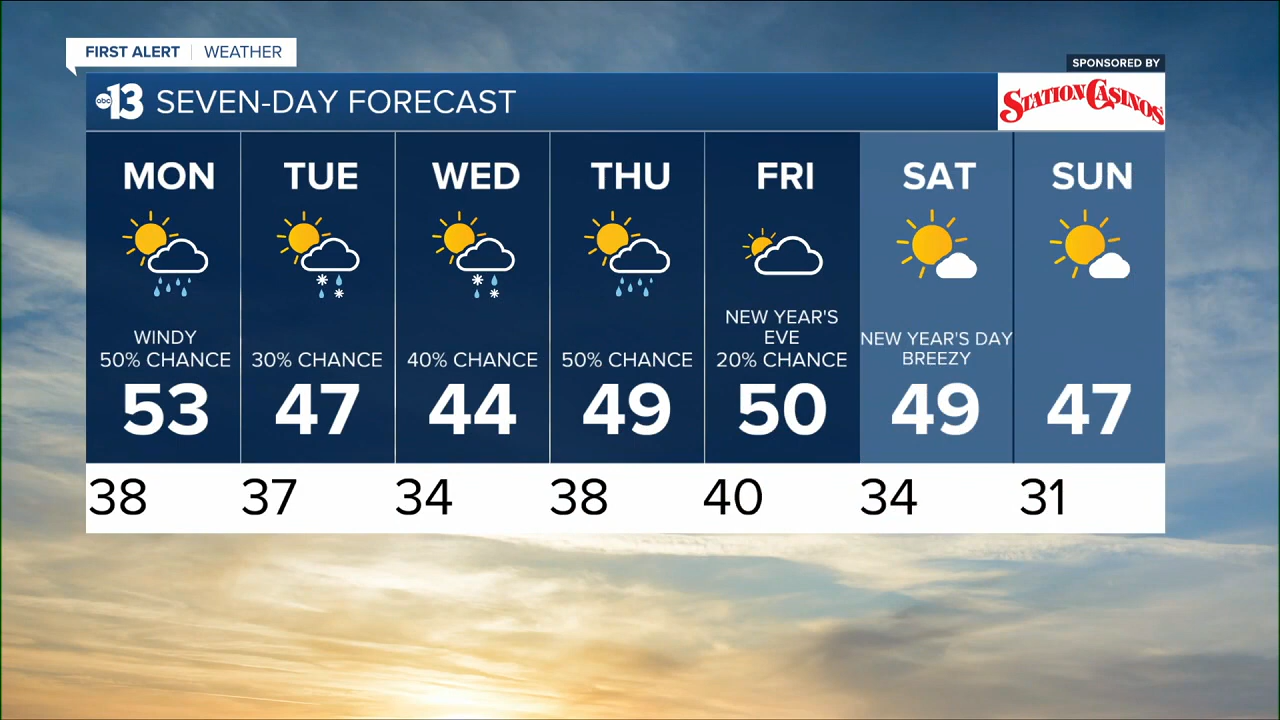 FIRST ALERT | WEATHER
SPONSORED BY
abc 13 SEVEN-DAY FORECAST
STATION CASINOS
MON TUE WED THU FRI SAT SUN
WINDY
50% CHANCE
53
30% CHANCE
47
40% CHANCE
44
50% CHANCE
49
NEW YEAR'S
EVE
20% CHANCE
50
NEW YEAR'S DAY
BREEZY
49
47
38 37 34 38 40 34 31